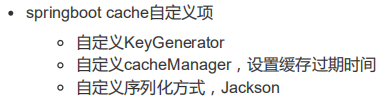 springboot cache自定义项
自定义KeyGenerator
自定义cacheManager，设置缓存过期时间
自定义序列化方式，Jackson